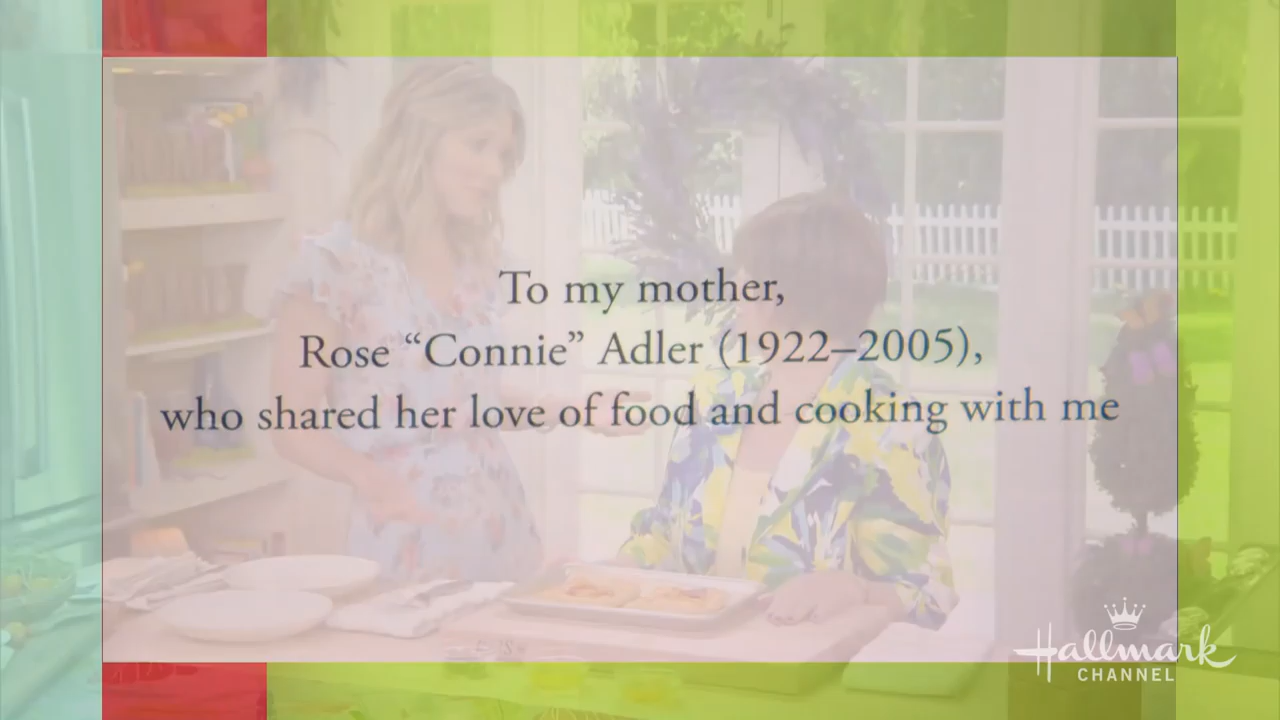 To my mother,
Rose “Connie” Adler (1922–2005),
who shared her love of food and cooking with me
Hallmark
CHANNEL